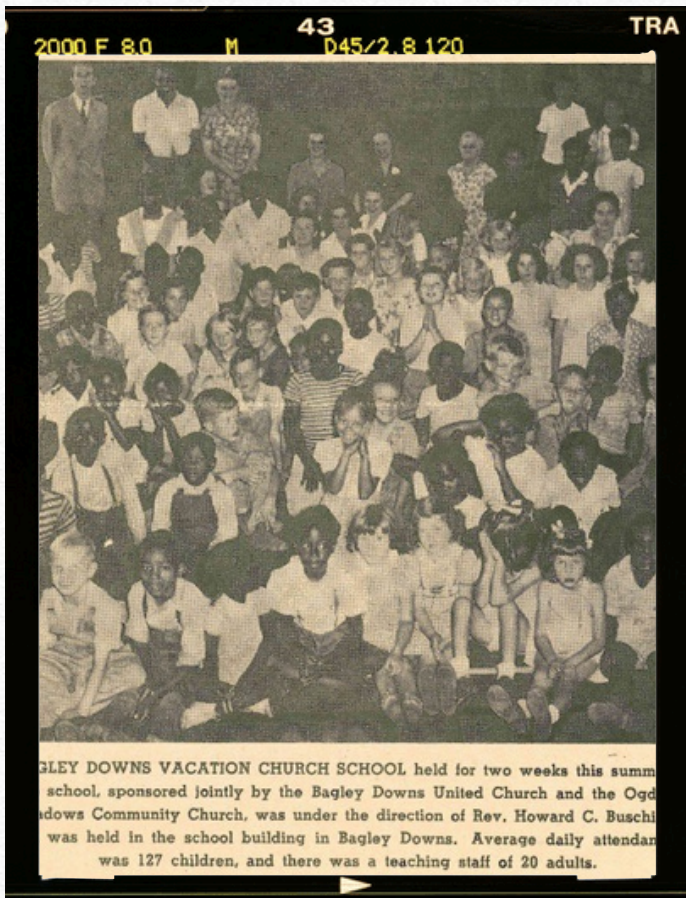 43
TRA
2000 F 8.0 M D45/2.8 120
GLEY DOWNS VACATION CHURCH SCHOOL held for two weeks this summ
school, sponsored jointly by the Bagley Downs United Church and the Ogd
adows Community Church, was under the direction of Rev. Howard C. Buschi
was held in the school building in Bagley Downs. Average daily attendan
was 127 children, and there was a teaching staff of 20 adults.